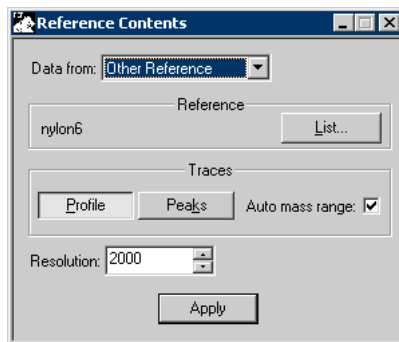 Reference Contents
Data from: Other Reference
Reference
nylon6 List...
Traces
Profile Peaks Auto mass range:
Resolution: 2000
Apply